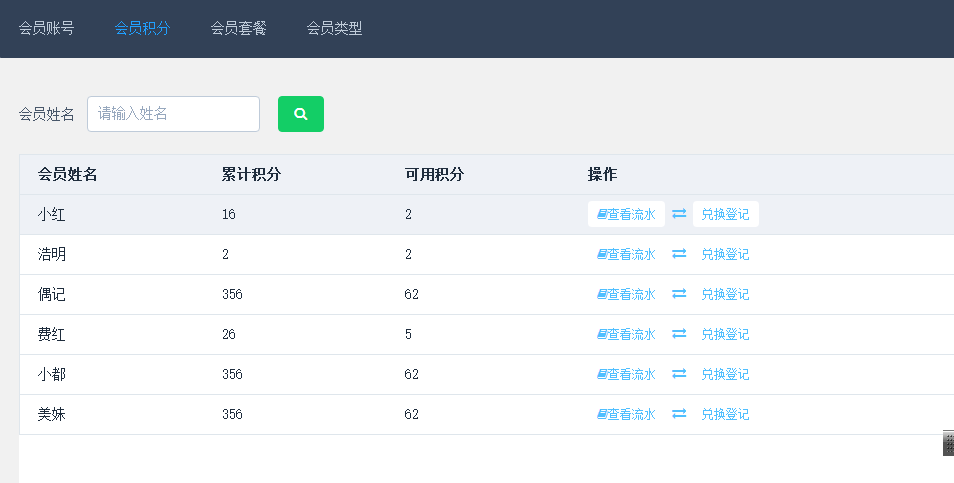 会员账号 会员积分 会员套餐 会员类型
会员姓名 请输入姓名
会员姓名 累计积分 可用积分 操作
小红 16 2 查看流水 兑换登记
浩明 2 2 查看流水 兑换登记
偶记 356 62 查看流水 兑换登记
费红 26 5 查看流水 兑换登记
小都 356 62 查看流水 兑换登记
美妹 356 62 查看流水 兑换登记